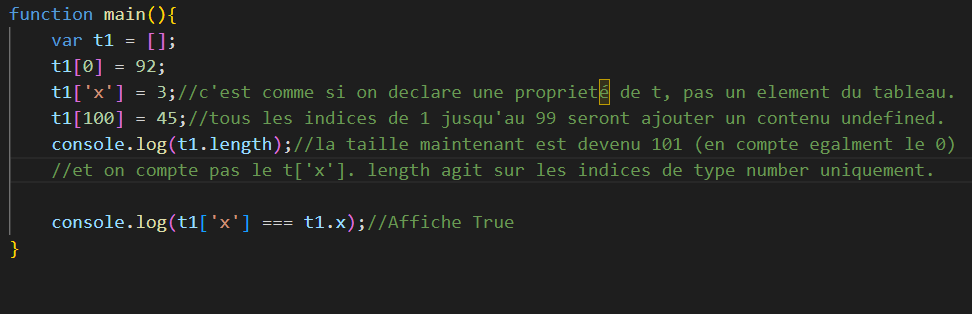 function main(){
var t1 = [];
t1[0] = 92;
t1['x'] = 3;//c'est comme si on declare une proprieté de t, pas un element du tableau.
t1[100] = 45;//tous les indices de 1 jusqu'au 99 seront ajouter un contenu undefined.
console.log(t1.length);//la taille maintenant est devenu 101 (en compte egalment le 0)
//et on compte pas le t['x']. length agit sur les indices de type number uniquement.
console.log(t1['x'] === t1.x);//Affiche True
}